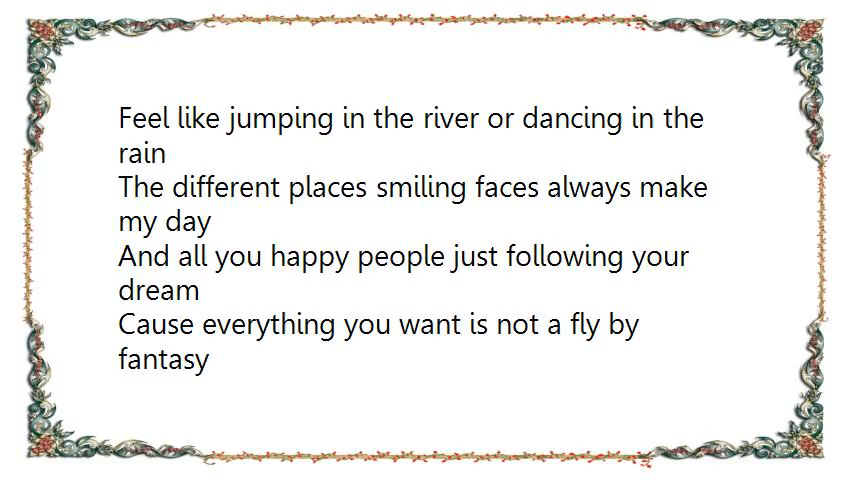 Feel like jumping in the river or dancing in the
rain
The different places smiling faces always make
my day
And all you happy people just following your
dream
Cause everything you want is not a fly by
fantasy